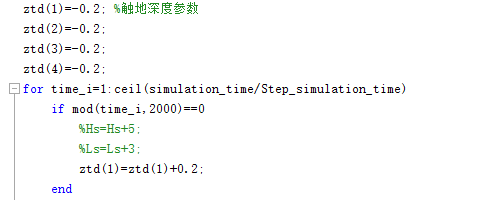 ztd(1)=-0.2; %触地深度参数
ztd(2)=-0.2;
ztd(3)=-0.2;
ztd(4)=-0.2;
for time_i=1:ceil(simulation_time/Step_simulation_time)
if mod(time_i,2000)==0
%Hs=Hs+5;
%Ls=Ls+3;
ztd(1)=ztd(1)+0.2;
end